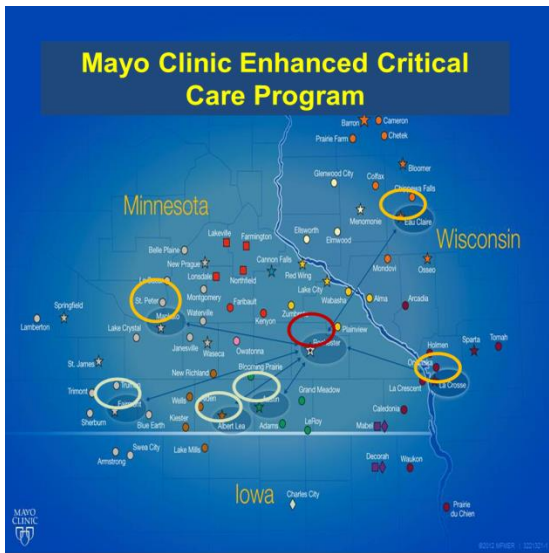 Mayo Clinic Enhanced Critical
Care Program
Barron
Cameron
Prairie Farm
Chetek
Bloomer
Glenwood City
Colfax
Chippewa Falls
Minnesota
Menomonie
Eau Claire
Wisconsin
Lakeville
Farmington
Ellsworth
Elmwood
Belle Plaine
New Prague
Cannon Falls
Red Wing
Mondovi
Osseo
Lonsdale
Northfield
Lake City
St. Peter
Montgomery
Wabasha
Alma
Arcadia
Springfield
Waterville
Faribault
Lamberton
Lake Crystal
Kenyon
Plainview
Holmen
Sparta
Tomah
Janesville
Waseca
Owatonna
St. James
New Richland
Blooming Prairie
La Crescent
La Crosse
Trimont
Truman
Grand Meadow
Wells
Austin
Caledonia
Sherburn
Fairmont
Blue Earth
Kiester
Albert Lea
Adams
LeRoy
Mabel
Swea City
Armstrong
Lake Mills
Decorah
Waukon
Iowa
Charles City
Prairie
du Chien
MAYO
CLINIC